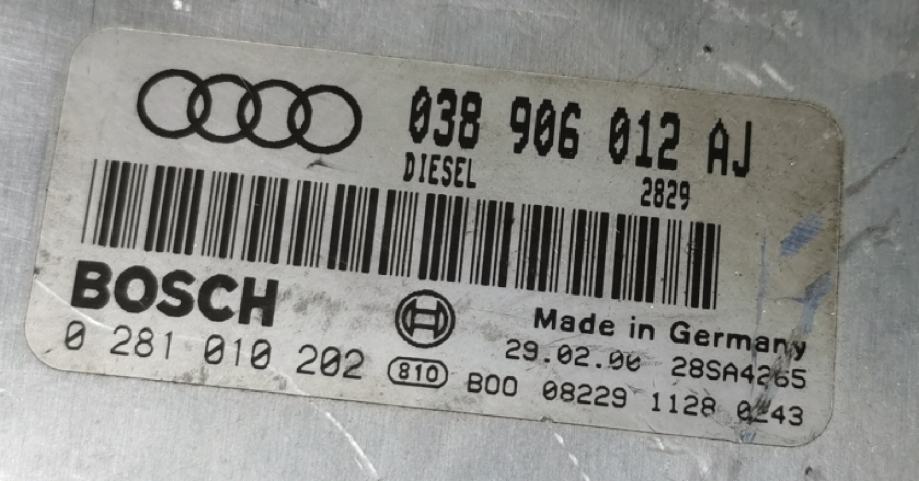 038 906 012 AJ
DIESEL 2829
BOSCH
Made in Germany
0 281 010 202
29.02.00 28SA4265
810 B00 08229 1128